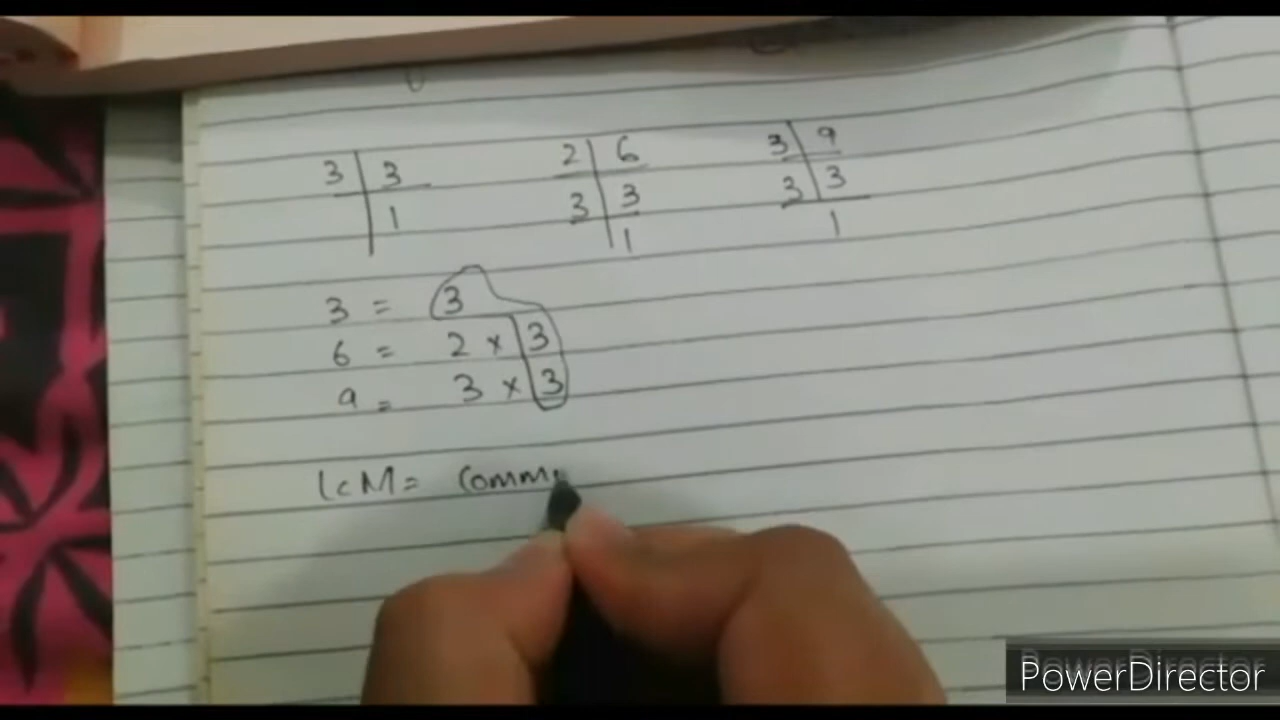 3 3
1
2 6
3 3
1
3 9
3 3
1
3 = 3
6 = 2 × 3
9 = 3 × 3
LCM = Comm
PowerDirector